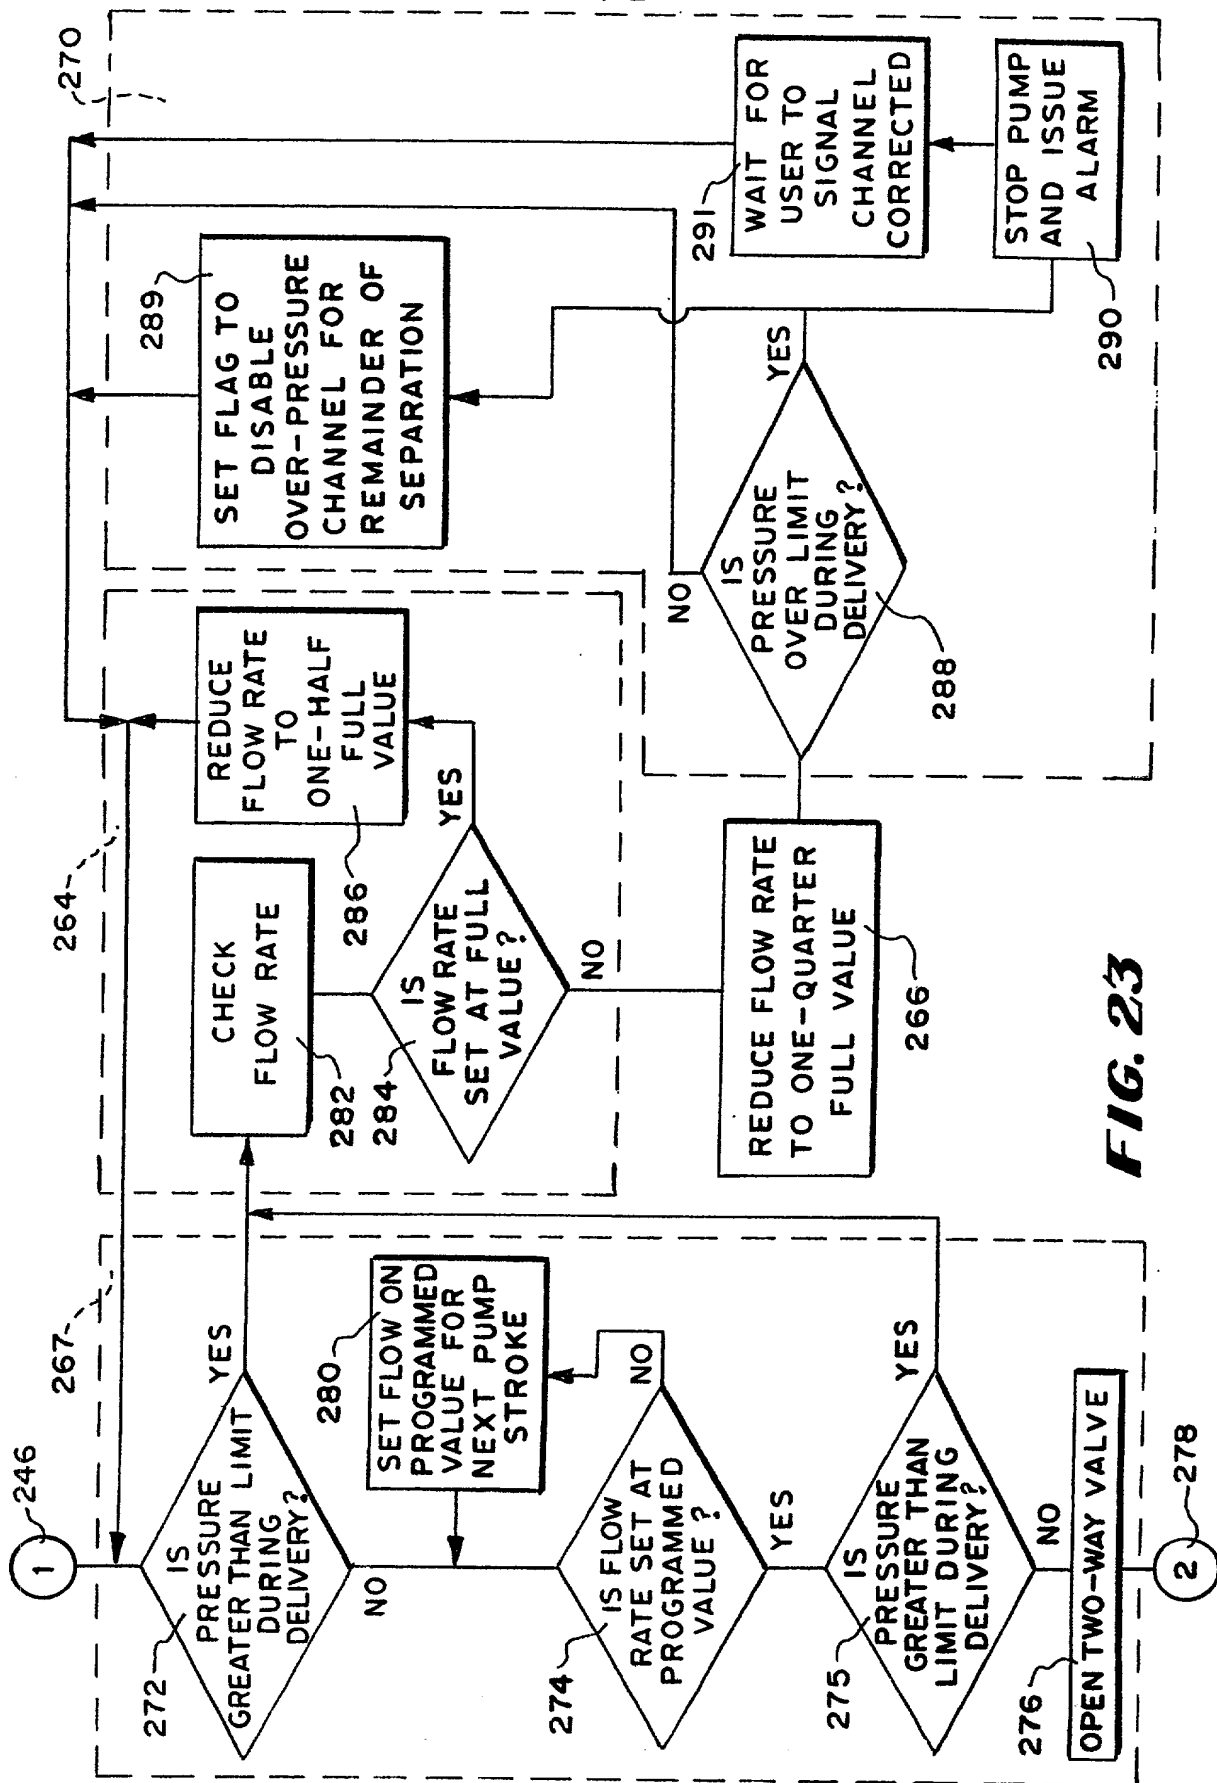 1
246
267
264
270
IS
PRESSURE
GREATER THAN LIMIT
DURING
DELIVERY?
272
YES
NO
280
SET FLOW ON
PROGRAMMED
VALUE FOR
NEXT PUMP
STROKE
IS FLOW
RATE SET AT
PROGRAMMED
VALUE?
274
NO
YES
IS
PRESSURE
GREATER THAN
LIMIT DURING
DELIVERY?
275
YES
NO
276
OPEN TWO-WAY VALVE
2
278
CHECK
FLOW RATE
282
284
IS
FLOW RATE
SET AT FULL
VALUE?
YES
NO
REDUCE
FLOW RATE
TO
ONE-HALF
FULL
VALUE
286
REDUCE FLOW RATE
TO ONE-QUARTER
FULL VALUE
266
IS
PRESSURE
OVER LIMIT
DURING
DELIVERY?
288
NO
YES
289
SET FLAG TO
DISABLE
OVER-PRESSURE
CHANNEL FOR
REMAINDER OF
SEPARATION
291
WAIT FOR
USER TO
SIGNAL
CHANNEL
CORRECTED
STOP PUMP
AND ISSUE
ALARM
290
FIG. 23